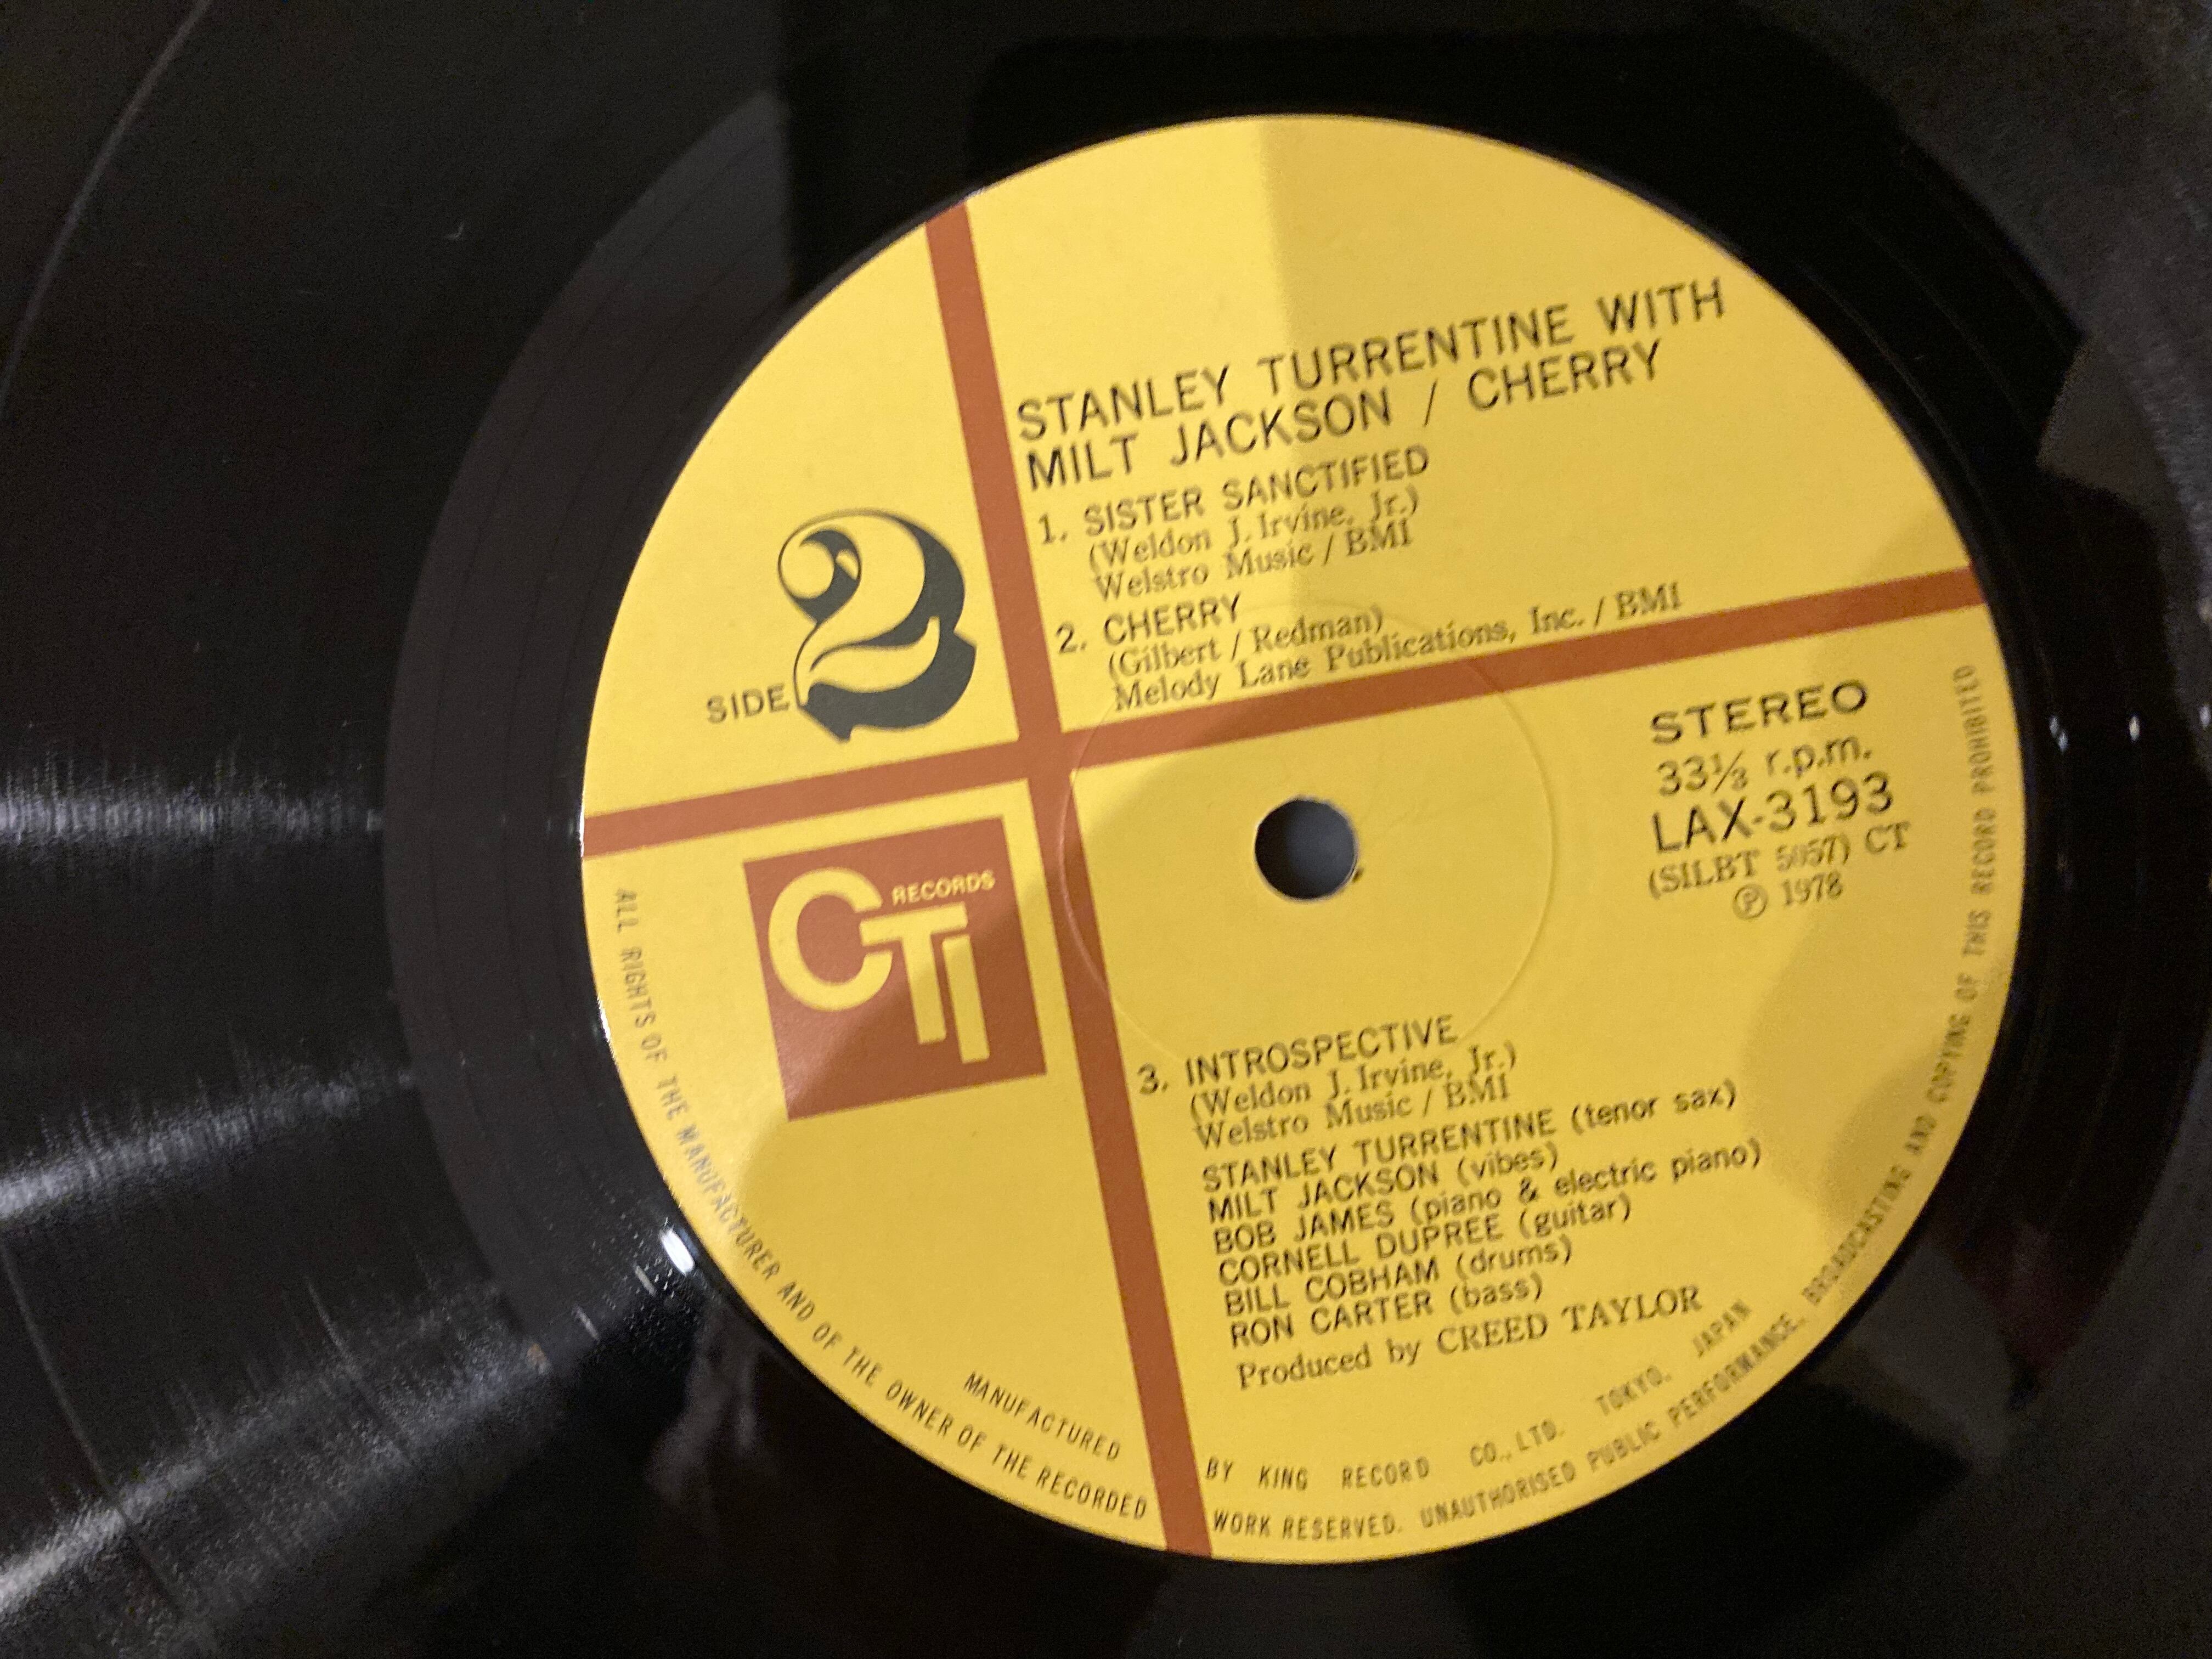 STANLEY TURRENTINE WITH
MILT JACKSON / CHERRY
1. SISTER SANCTIFIED
(Weldon J. Irvine, Jr.)
Welstro Music / BMI
2. CHERRY
(Gilbert / Redman)
Melody Lane Publications, Inc. / BMI
SIDE 2
STEREO
33⅓ r.p.m.
LAX-3193
(SILBT 5057) CT
Ⓟ 1978
CTI RECORDS
3. INTROSPECTIVE
(Weldon J. Irvine, Jr.)
Welstro Music / BMI
STANLEY TURRENTINE (tenor sax)
MILT JACKSON (vibes)
BOB JAMES (piano & electric piano)
CORNELL DUPREE (guitar)
BILL COBHAM (drums)
RON CARTER (bass)
Produced by CREED TAYLOR
MANUFACTURED BY KING RECORD CO., LTD. TOKYO, JAPAN
ALL RIGHTS OF THE MANUFACTURER AND OF THE OWNER OF THE RECORDED WORK RESERVED. UNAUTHORISED PUBLIC PERFORMANCE, BROADCASTING AND COPYING OF THIS RECORD PROHIBITED